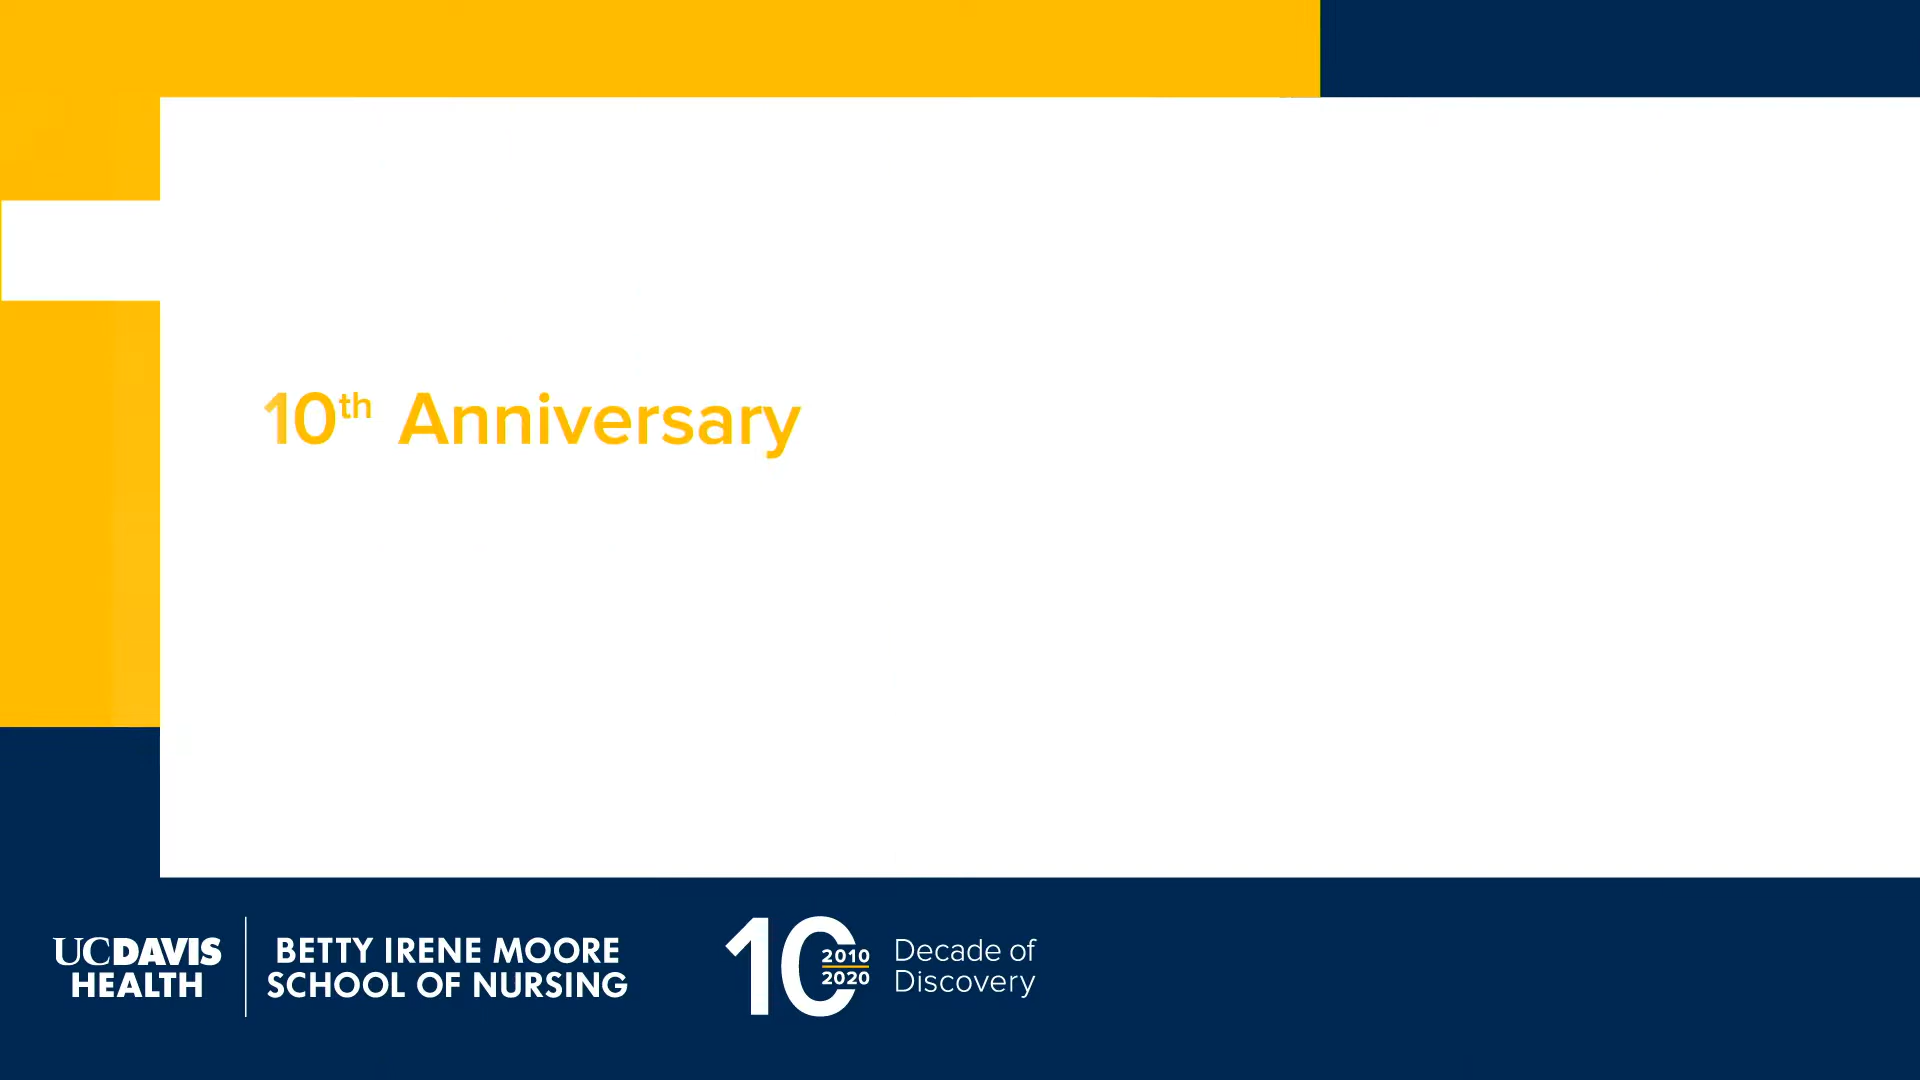 10th Anniversary
UCDAVIS
HEALTH
BETTY IRENE MOORE
SCHOOL OF NURSING
10
2010
2020
Decade of
Discovery